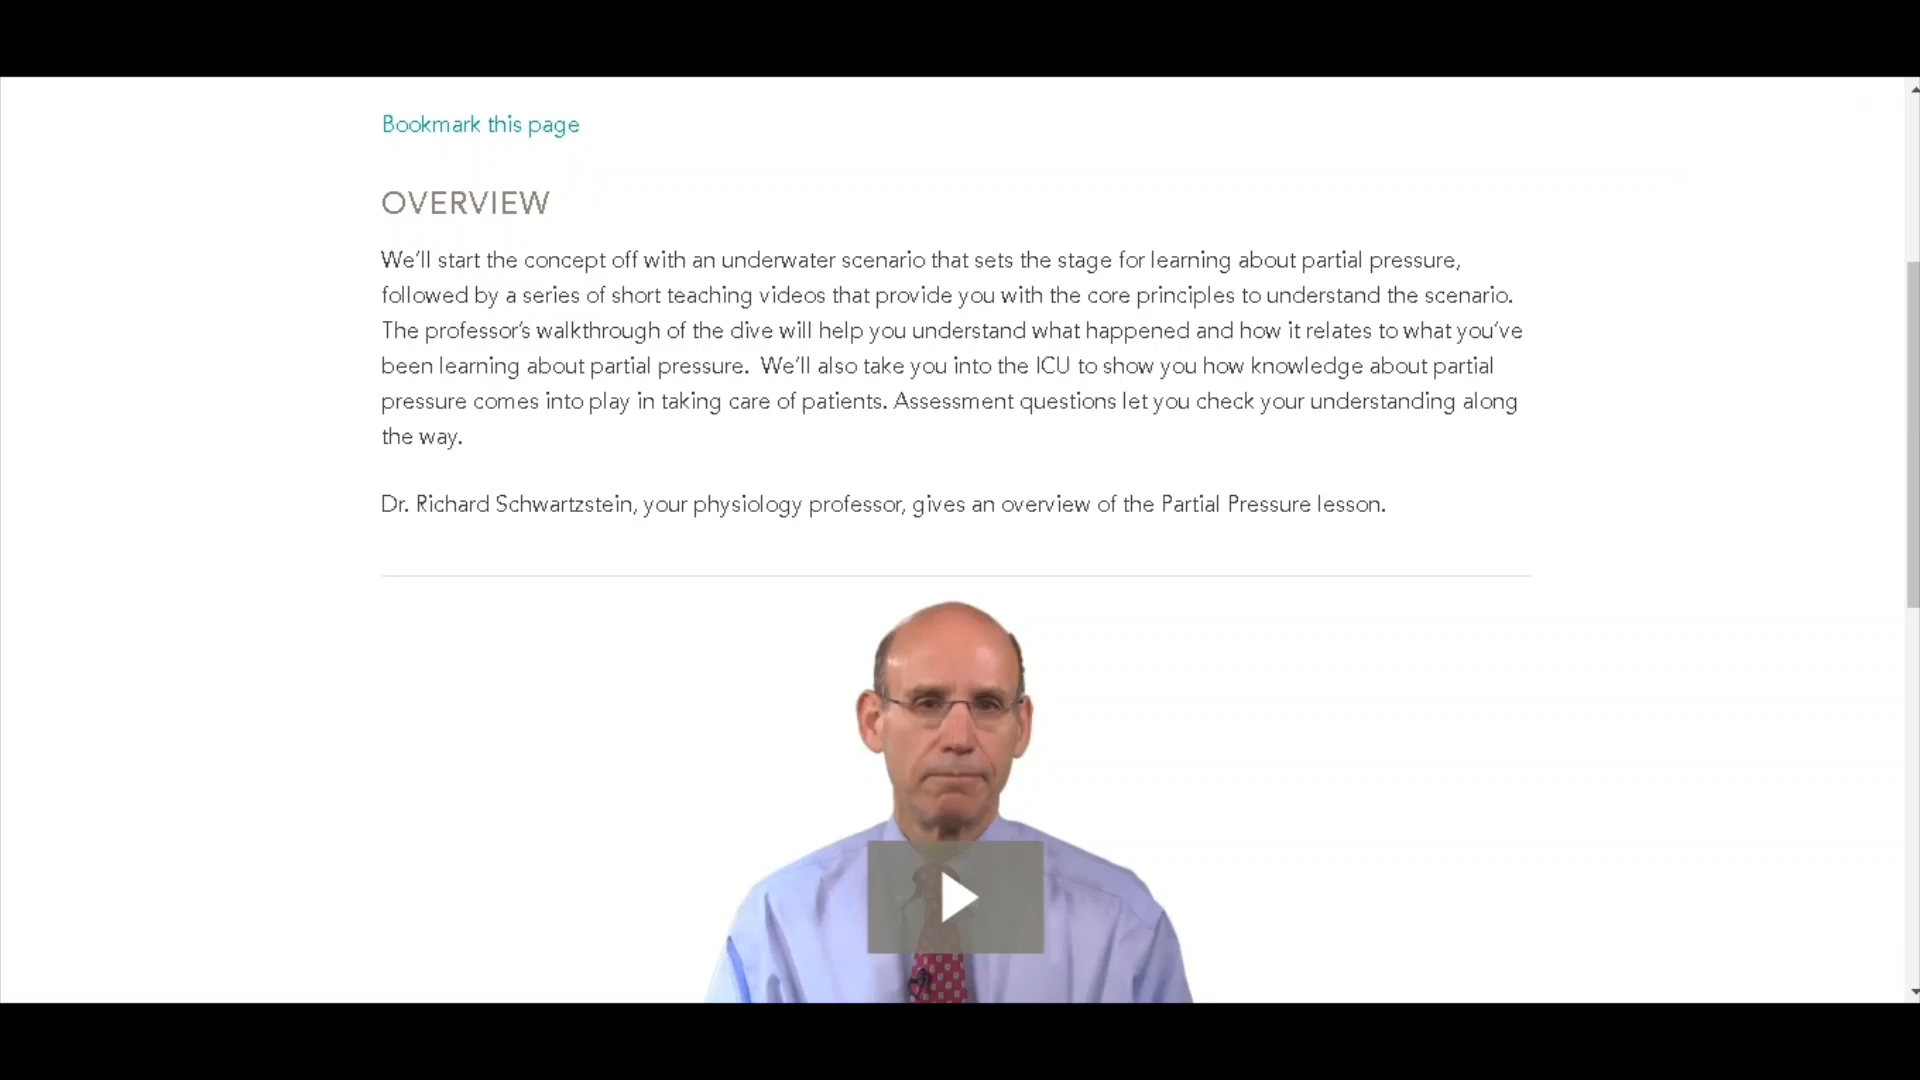 Bookmark this page
OVERVIEW
We’ll start the concept off with an underwater scenario that sets the stage for learning about partial pressure,
followed by a series of short teaching videos that provide you with the core principles to understand the scenario.
The professor’s walkthrough of the dive will help you understand what happened and how it relates to what you’ve
been learning about partial pressure.  We’ll also take you into the ICU to show you how knowledge about partial
pressure comes into play in taking care of patients. Assessment questions let you check your understanding along
the way.
Dr. Richard Schwartzstein, your physiology professor, gives an overview of the Partial Pressure lesson.